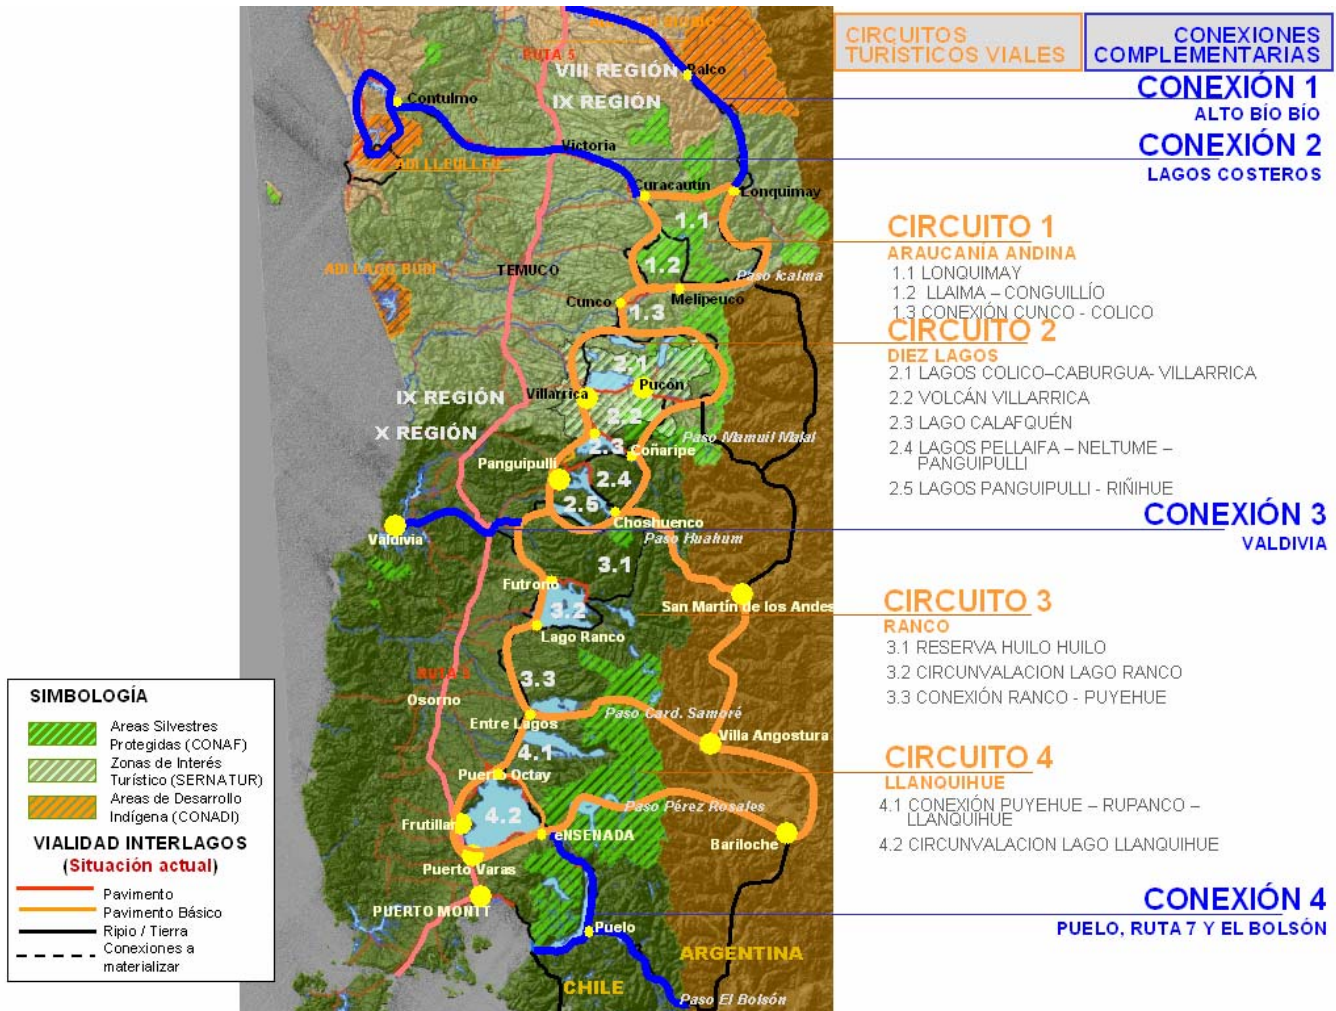 CIRCUITOS
TURÍSTICOS VIALES
CONEXIONES
COMPLEMENTARIAS
CONEXIÓN 1
ALTO BÍO BÍO
CONEXIÓN 2
LAGOS COSTEROS
CIRCUITO 1
ARAUCANÍA ANDINA
1.1 LONQUIMAY
1.2 LLAIMA – CONGUILLÍO
1.3 CONEXIÓN CUNCO - COLICO
CIRCUITO 2
DIEZ LAGOS
2.1 LAGOS COLICO–CABURGUA- VILLARRICA
2.2 VOLCÁN VILLARRICA
2.3 LAGO CALAFQUÉN
2.4 LAGOS PELLAIFA – NELTUME –
PANGUIPULLI
2.5 LAGOS PANGUIPULLI - RIÑIHUE
CONEXIÓN 3
VALDIVIA
CIRCUITO 3
RANCO
3.1 RESERVA HUILO HUILO
3.2 CIRCUNVALACION LAGO RANCO
3.3 CONEXIÓN RANCO - PUYEHUE
CIRCUITO 4
LLANQUIHUE
4.1 CONEXIÓN PUYEHUE – RUPANCO –
LLANQUIHUE
4.2 CIRCUNVALACION LAGO LLANQUIHUE
CONEXIÓN 4
PUELO, RUTA 7 Y EL BOLSÓN
RUTA 5
VIII REGIÓN
Ralco
IX REGIÓN
Contulmo
Victoria
ADI LLEULLEU
Curacautín
Lonquimay
1.1
1.2
TEMUCO
ADI LAGO BUDI
Paso Icalma
Cunco
Melipeuco
1.3
2.1
Pucón
Villarrica
IX REGIÓN
2.2
X REGIÓN
Paso Mamuil Malal
2.3
Coñaripe
Panguipulli
2.4
2.5
Choshuenco
Valdivia
Paso Huahum
3.1
Futrono
3.2
San Martín de los Andes
Lago Ranco
RUTA 5
3.3
Osorno
Entre Lagos
Paso Card. Samoré
Villa Angostura
4.1
Puerto Octay
Paso Pérez Rosales
4.2
Frutillar
eNSENADA
Bariloche
Puerto Varas
PUERTO MONTT
Puelo
ARGENTINA
CHILE
Paso El Bolsón
SIMBOLOGÍA
Areas Silvestres
Protegidas (CONAF)
Zonas de Interés
Turístico (SERNATUR)
Areas de Desarrollo
Indígena (CONADI)
VIALIDAD INTERLAGOS
(Situación actual)
Pavimento
Pavimento Básico
Ripio / Tierra
Conexiones a
materializar